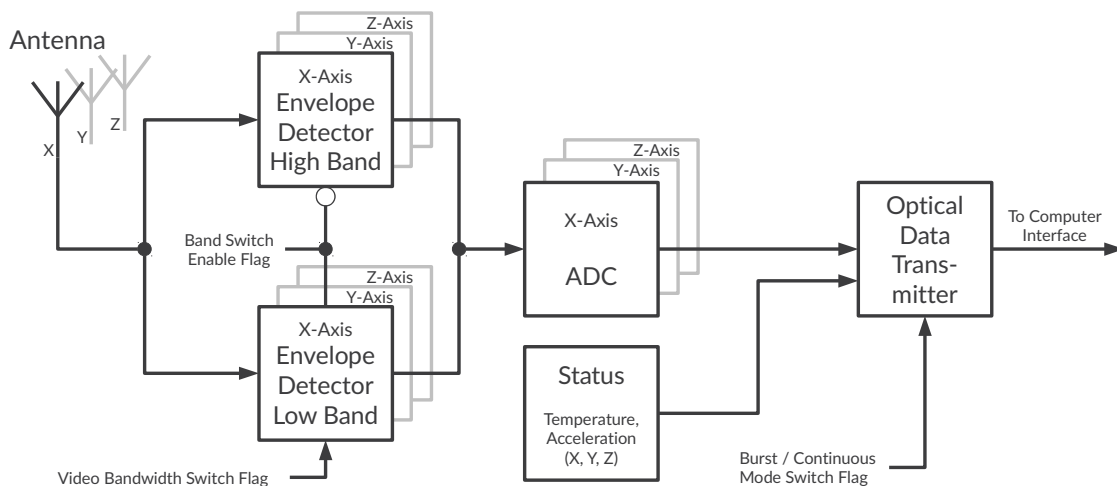 Antenna
X
Y
Z
Z-Axis
Y-Axis
X-Axis
Envelope
Detector
High Band
Band Switch
Enable Flag
Z-Axis
Y-Axis
X-Axis
Envelope
Detector
Low Band
Video Bandwidth Switch Flag
Z-Axis
Y-Axis
X-Axis
ADC
Status
Temperature,
Acceleration
(X, Y, Z)
Optical
Data
Trans-
mitter
To Computer
Interface
Burst / Continuous
Mode Switch Flag